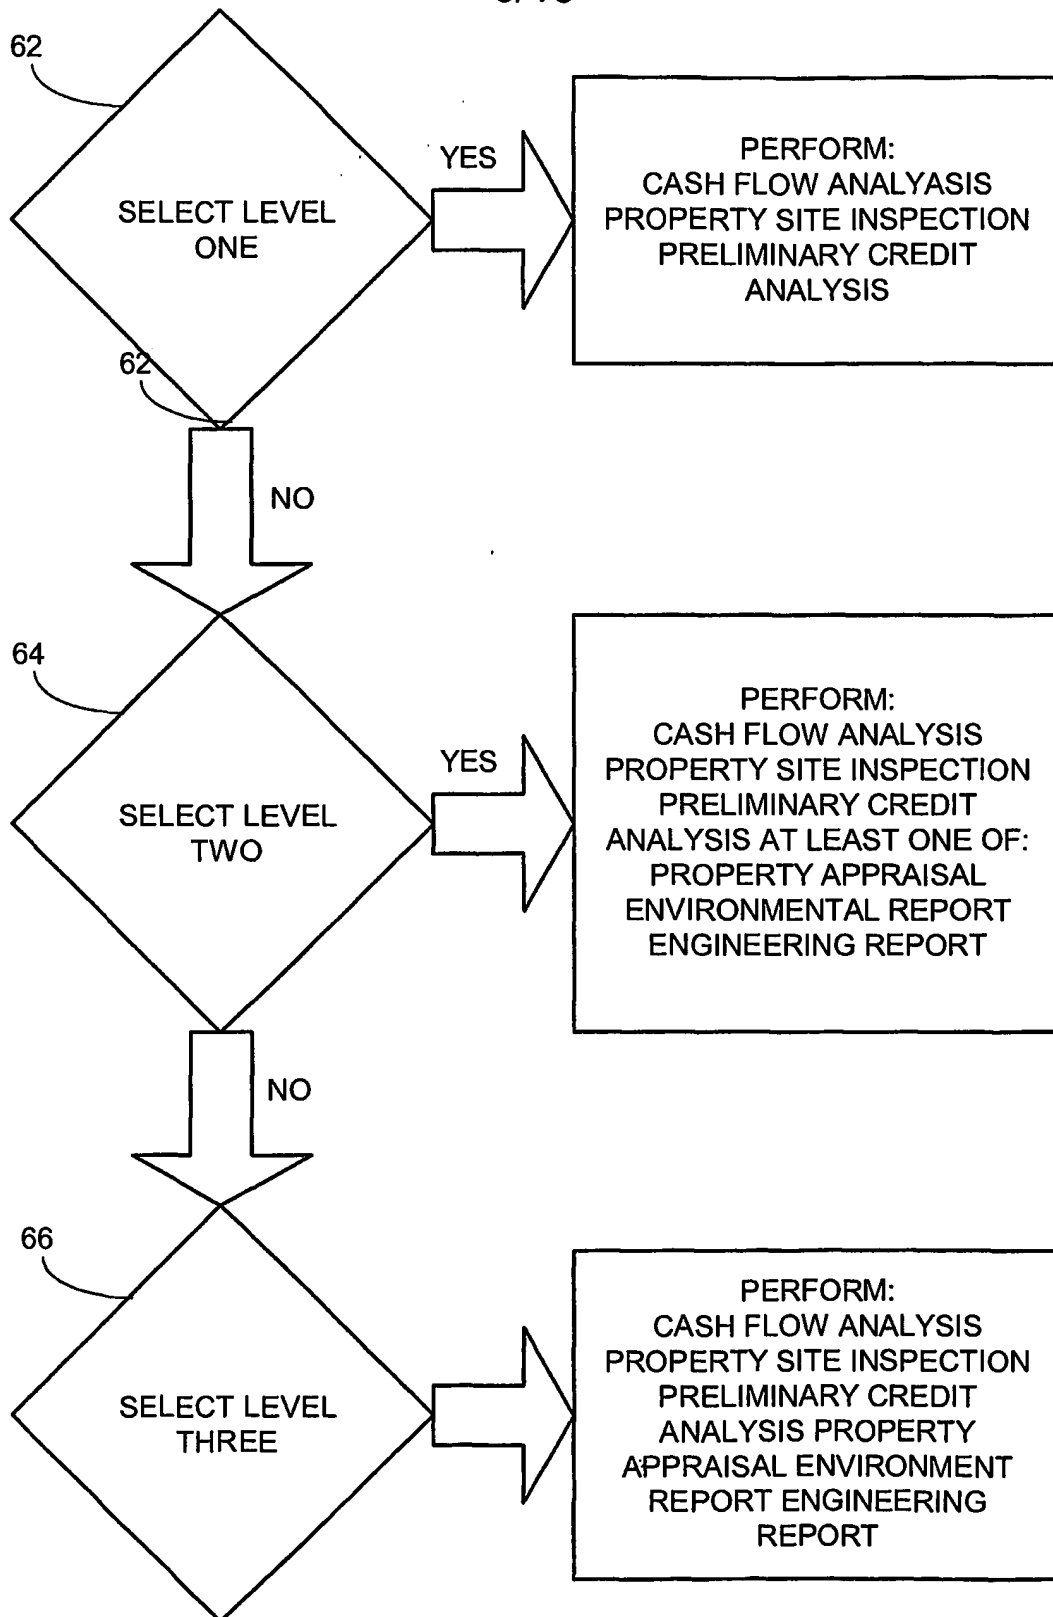 62
SELECT LEVEL
ONE
YES
PERFORM:
CASH FLOW ANALYASIS
PROPERTY SITE INSPECTION
PRELIMINARY CREDIT
ANALYSIS
62
NO
64
SELECT LEVEL
TWO
YES
PERFORM:
CASH FLOW ANALYSIS
PROPERTY SITE INSPECTION
PRELIMINARY CREDIT
ANALYSIS AT LEAST ONE OF:
PROPERTY APPRAISAL
ENVIRONMENTAL REPORT
ENGINEERING REPORT
NO
66
SELECT LEVEL
THREE
PERFORM:
CASH FLOW ANALYSIS
PROPERTY SITE INSPECTION
PRELIMINARY CREDIT
ANALYSIS PROPERTY
APPRAISAL ENVIRONMENT
REPORT ENGINEERING
REPORT